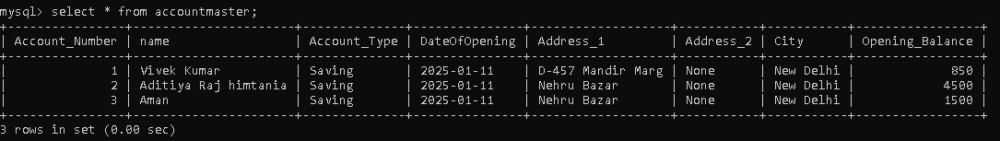 mysql> select * from accountmaster;
+----------------+----------------------+--------------+---------------+-------------------+-----------+-----------+-----------------+
| Account_Number | name                 | Account_Type | DateOfOpening | Address_1         | Address_2 | City      | Opening_Balance |
+----------------+----------------------+--------------+---------------+-------------------+-----------+-----------+-----------------+
|              1 | Vivek Kumar          | Saving       | 2025-01-11    | D-457 Mandir Marg | None      | New Delhi |             850 |
|              2 | Aditiya Raj himtania | Saving       | 2025-01-11    | Nehru Bazar       | None      | New Delhi |            4500 |
|              3 | Aman                 | Saving       | 2025-01-11    | Nehru Bazar       | None      | New Delhi |            1500 |
+----------------+----------------------+--------------+---------------+-------------------+-----------+-----------+-----------------+
3 rows in set (0.00 sec)